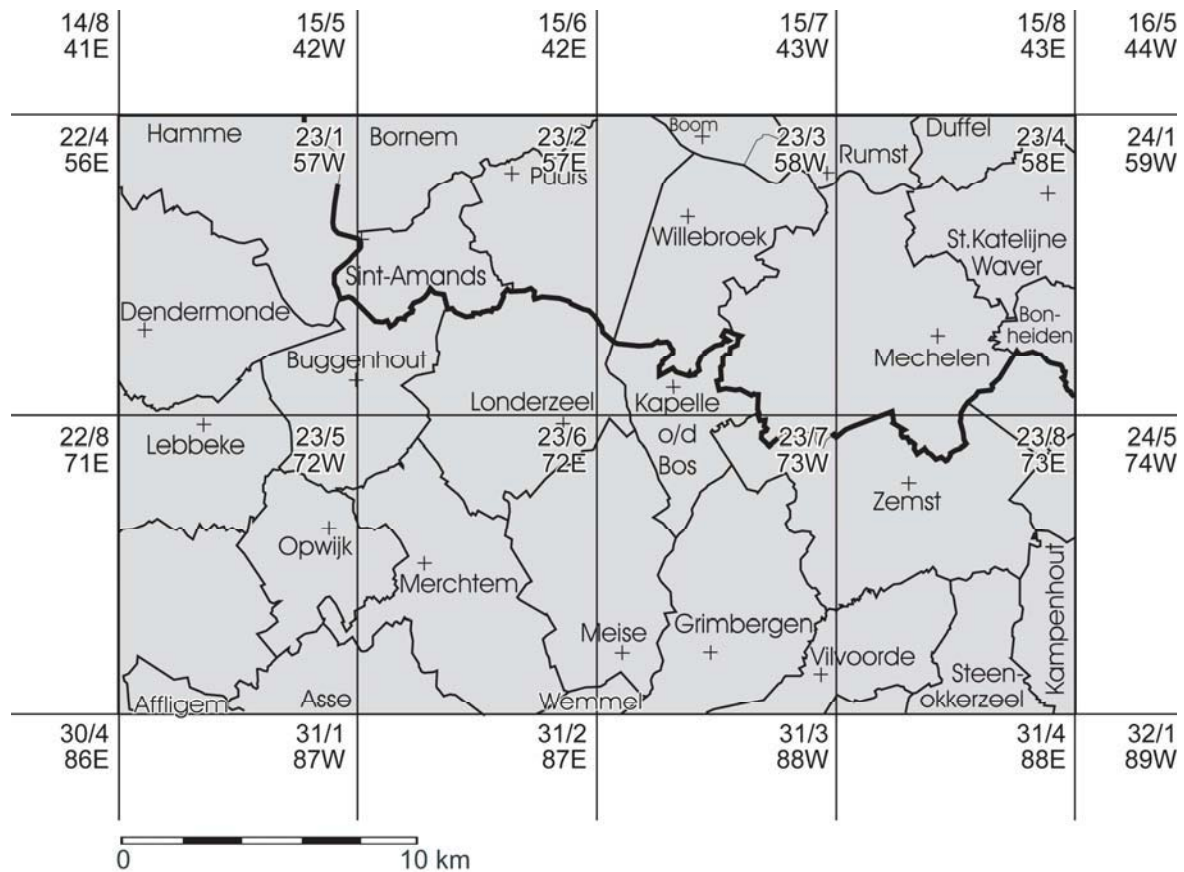 14/8 15/5 15/6 15/7 15/8 16/5
41E 42W 42E 43W 43E 44W
22/4 Hamme 23/1 Bornem 23/2 Boom 23/3 Duffel 23/4 24/1
56E 57W 57E 58W Rumst 58E 59W
Puurs
Willebroek
St.Katelijne
Waver
Sint-Amands
Dendermonde
Bon-
heiden
Buggenhout
Mechelen
Londerzeel
Kapelle
o/d
Bos
22/8 Lebbeke 23/5 23/6 23/7 23/8 24/5
71E 72W 72E 73W 73E 74W
Zemst
Opwijk
Merchtem
Kampenhout
Meise
Grimbergen
Vilvoorde
Steen-
okkerzeel
Affligem
Asse
Wemmel
30/4 31/1 31/2 31/3 31/4 32/1
86E 87W 87E 88W 88E 89W
0 10 km